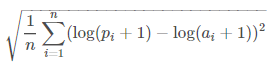 √(1/n ∑_{i=1}^{n} (log(p_i + 1) − log(a_i + 1))²)